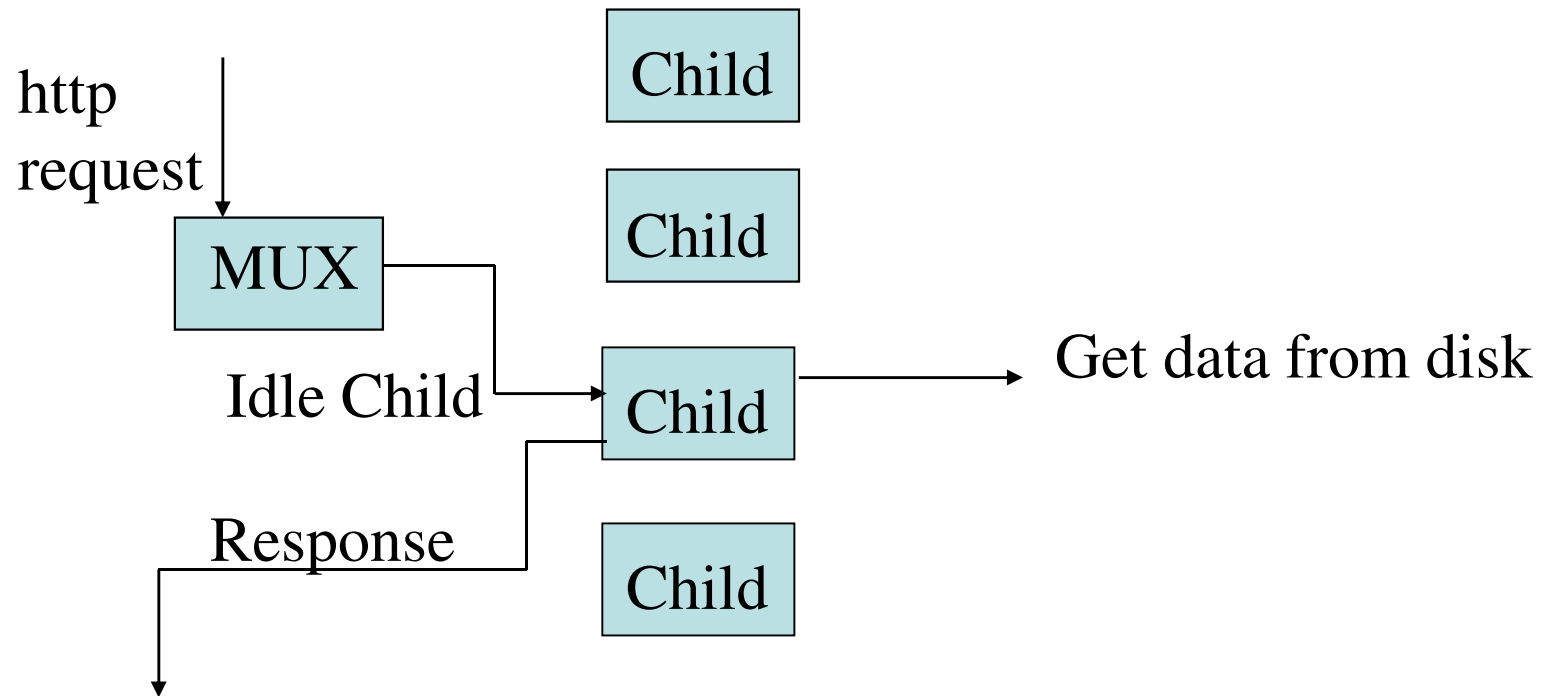 http
request
MUX
Idle Child
Response
Child
Child
Child
Child
Get data from disk